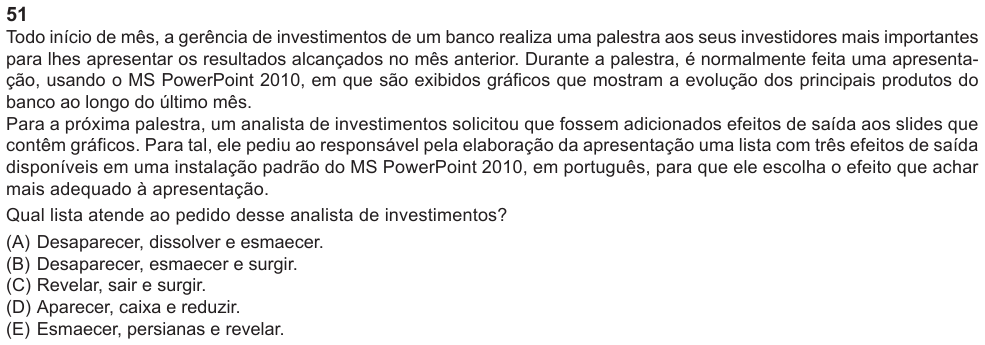 51
Todo início de mês, a gerência de investimentos de um banco realiza uma palestra aos seus investidores mais importantes
para lhes apresentar os resultados alcançados no mês anterior. Durante a palestra, é normalmente feita uma apresenta-
ção, usando o MS PowerPoint 2010, em que são exibidos gráficos que mostram a evolução dos principais produtos do
banco ao longo do último mês.
Para a próxima palestra, um analista de investimentos solicitou que fossem adicionados efeitos de saída aos slides que
contêm gráficos. Para tal, ele pediu ao responsável pela elaboração da apresentação uma lista com três efeitos de saída
disponíveis em uma instalação padrão do MS PowerPoint 2010, em português, para que ele escolha o efeito que achar
mais adequado à apresentação.
Qual lista atende ao pedido desse analista de investimentos?
(A) Desaparecer, dissolver e esmaecer.
(B) Desaparecer, esmaecer e surgir.
(C) Revelar, sair e surgir.
(D) Aparecer, caixa e reduzir.
(E) Esmaecer, persianas e revelar.